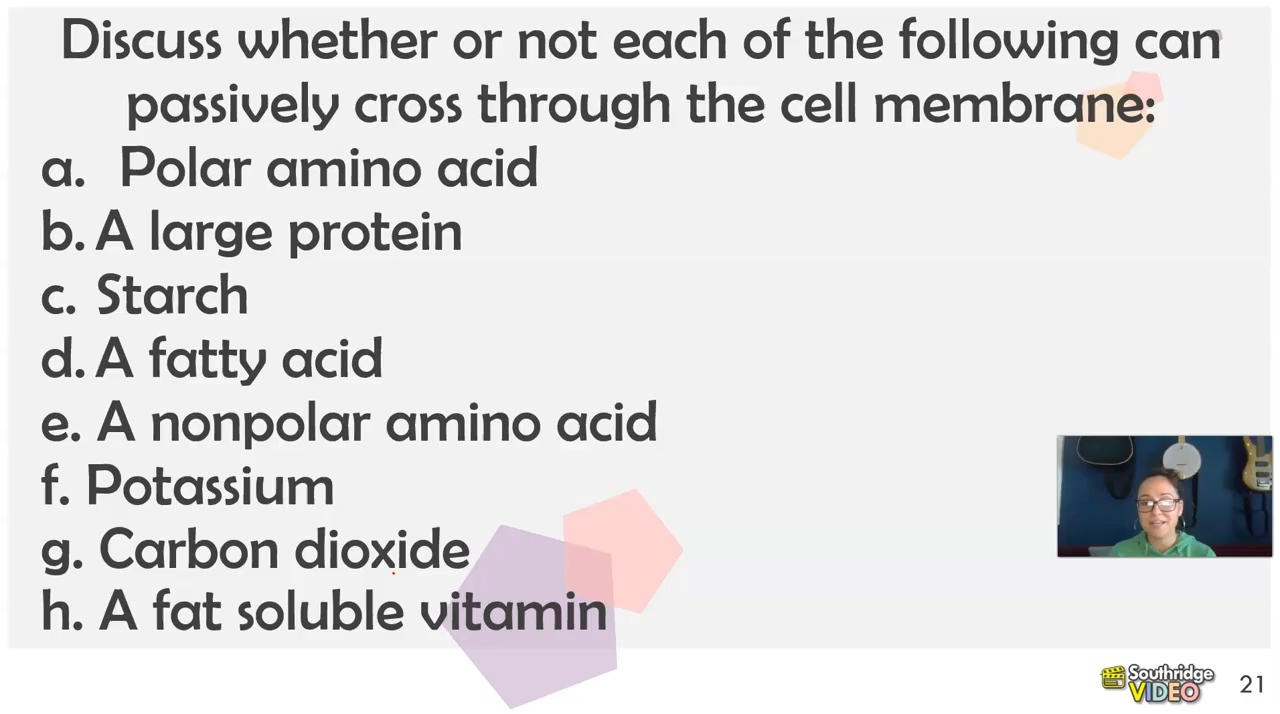 Discuss whether or not each of the following can
passively cross through the cell membrane:
a. Polar amino acid
b. A large protein
c. Starch
d. A fatty acid
e. A nonpolar amino acid
f. Potassium
g. Carbon dioxide
h. A fat soluble vitamin
Southridge
VIDEO
21